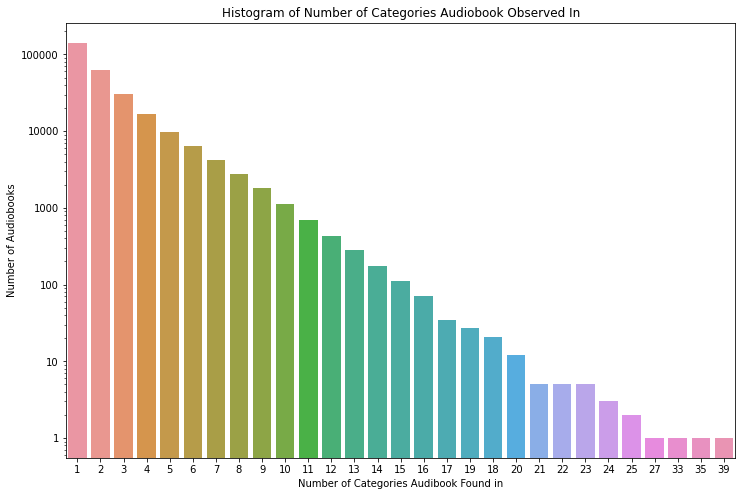 Histogram of Number of Categories Audiobook Observed In
Number of Audiobooks
100000
10000
1000
100
10
1
1 2 3 4 5 6 7 8 9 10 11 12 13 14 15 16 17 19 18 20 21 22 23 24 25 27 33 35 39
Number of Categories Audibook Found in